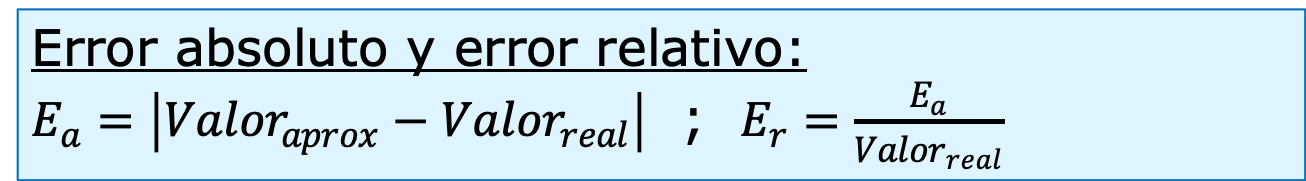 Error absoluto y error relativo:
E_a = |Valor_aprox − Valor_real| ; E_r = E_a / Valor_real